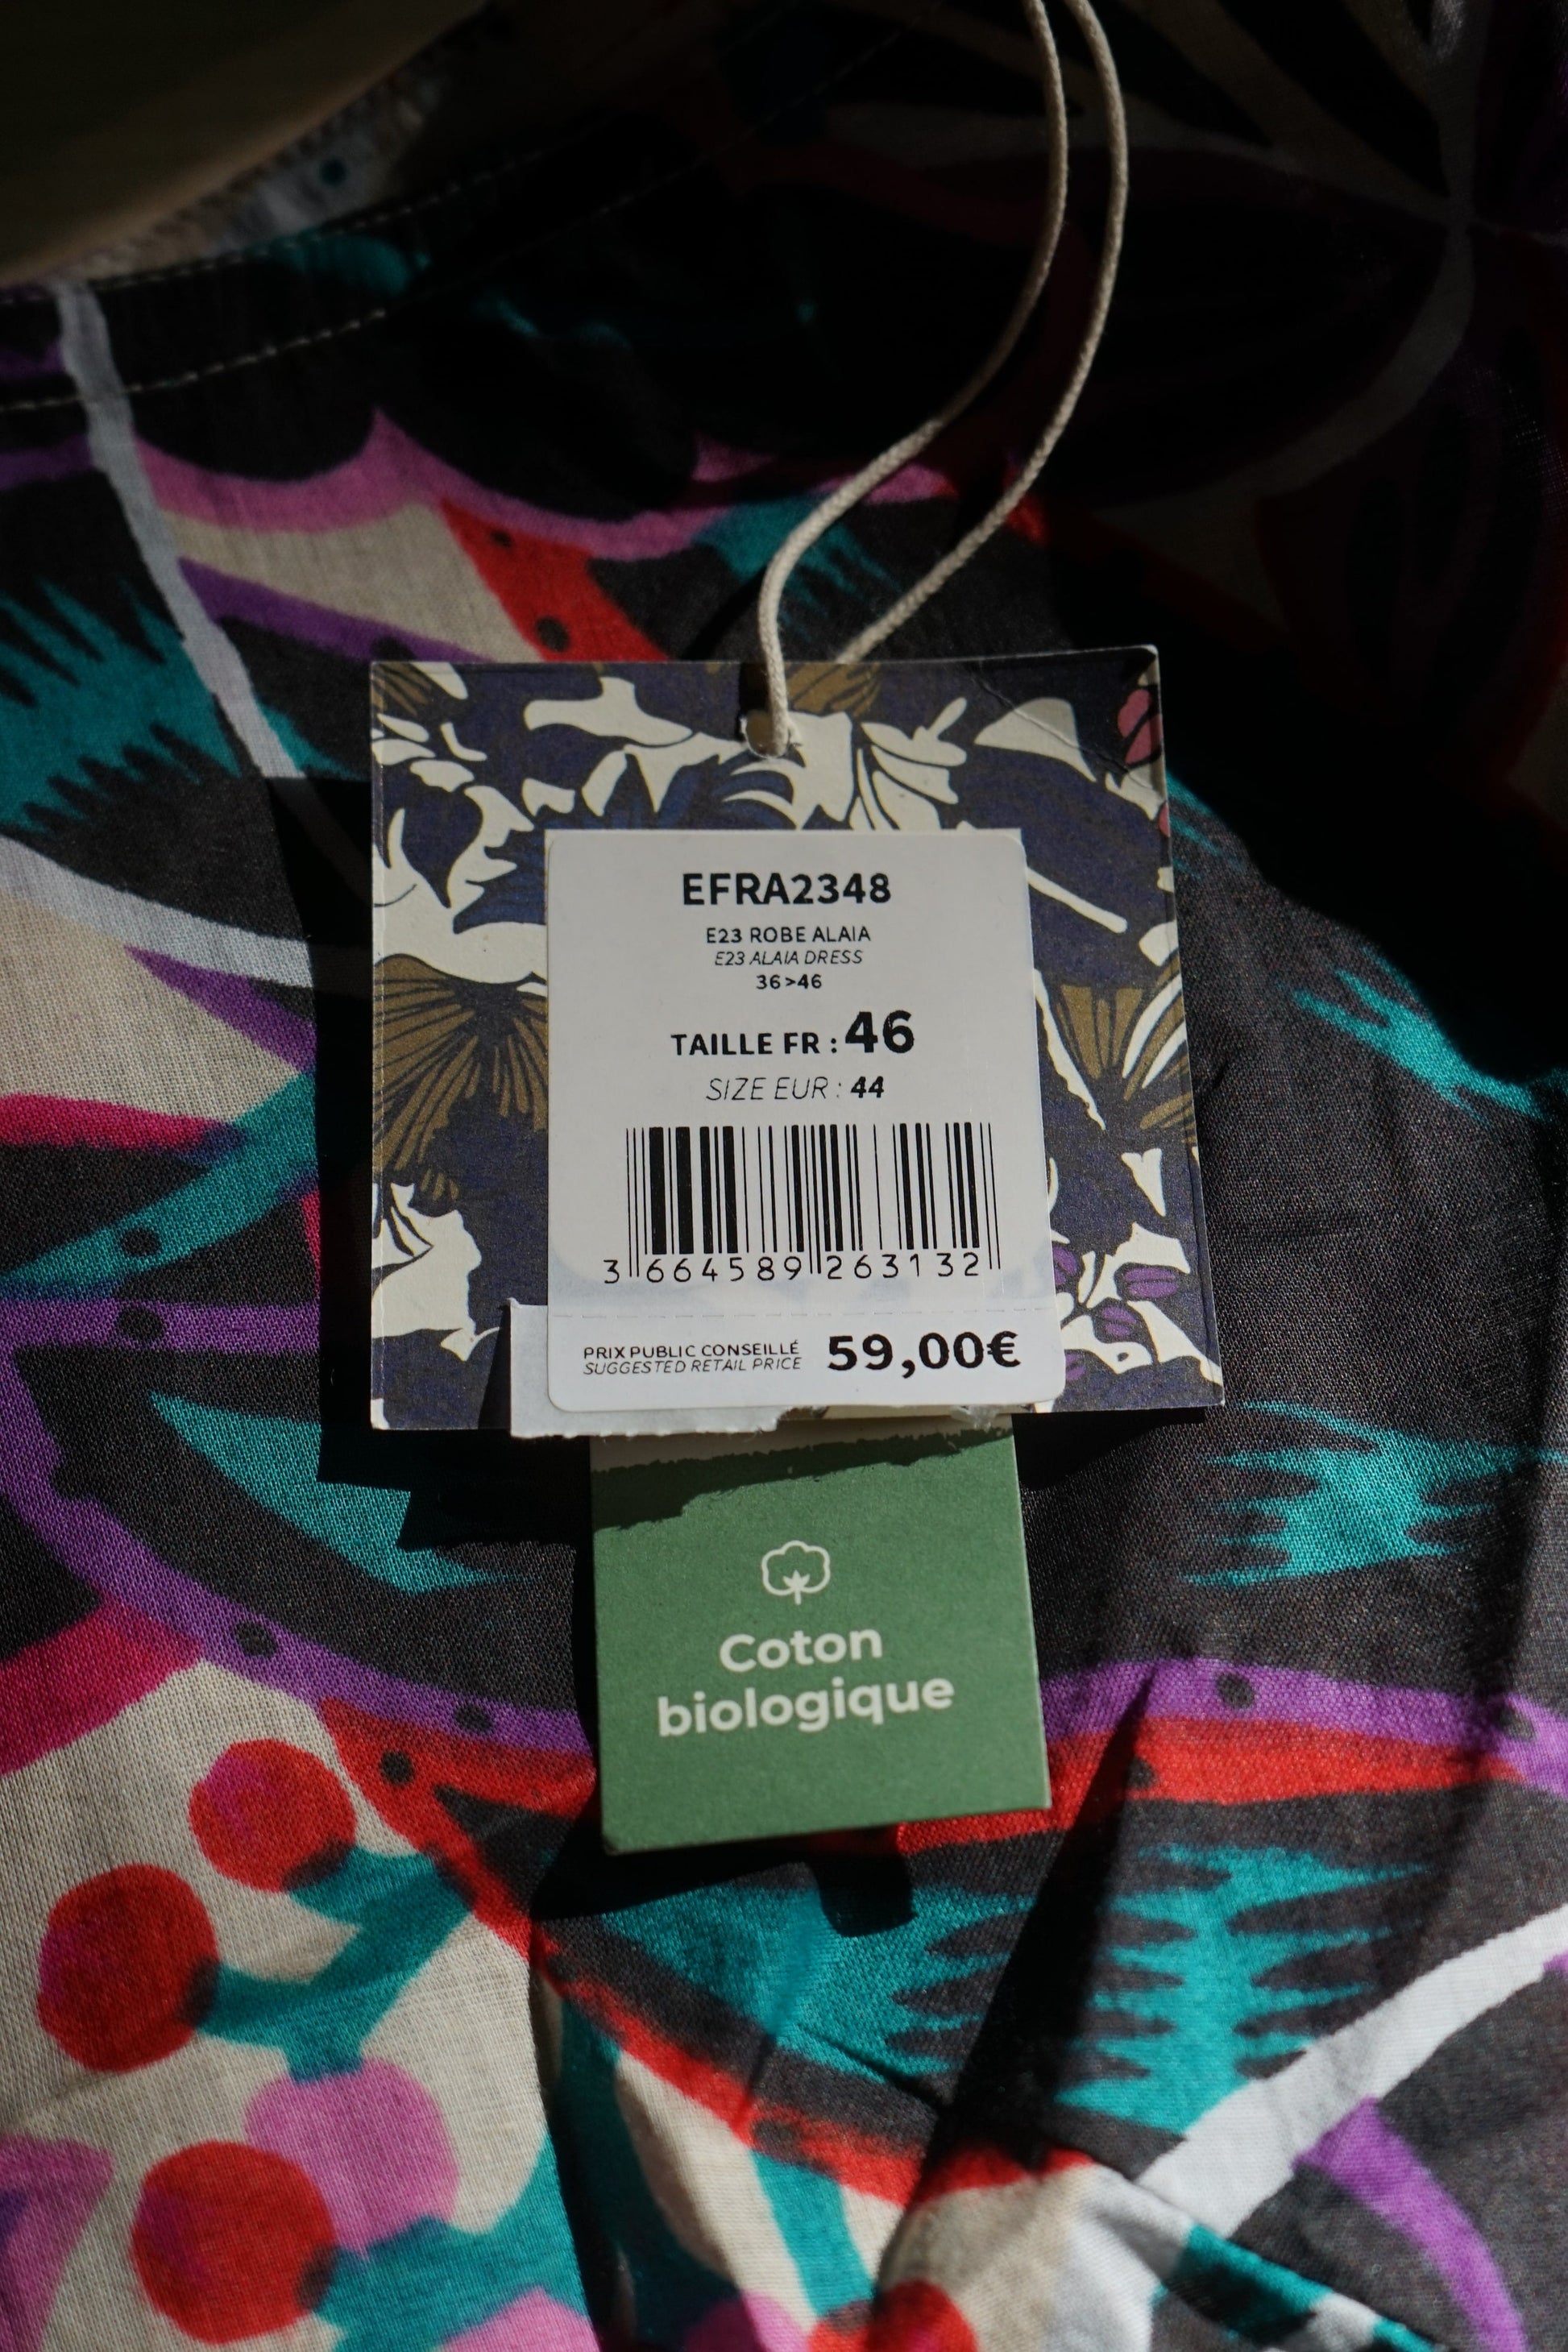 EFRA2348
E23 ROBE ALAIA
E23 ALAIA DRESS
36>46
TAILLE FR : 46
SIZE EUR : 44
3 664589 263132
PRIX PUBLIC CONSEILLÉ
SUGGESTED RETAIL PRICE
59,00€
Coton
biologique